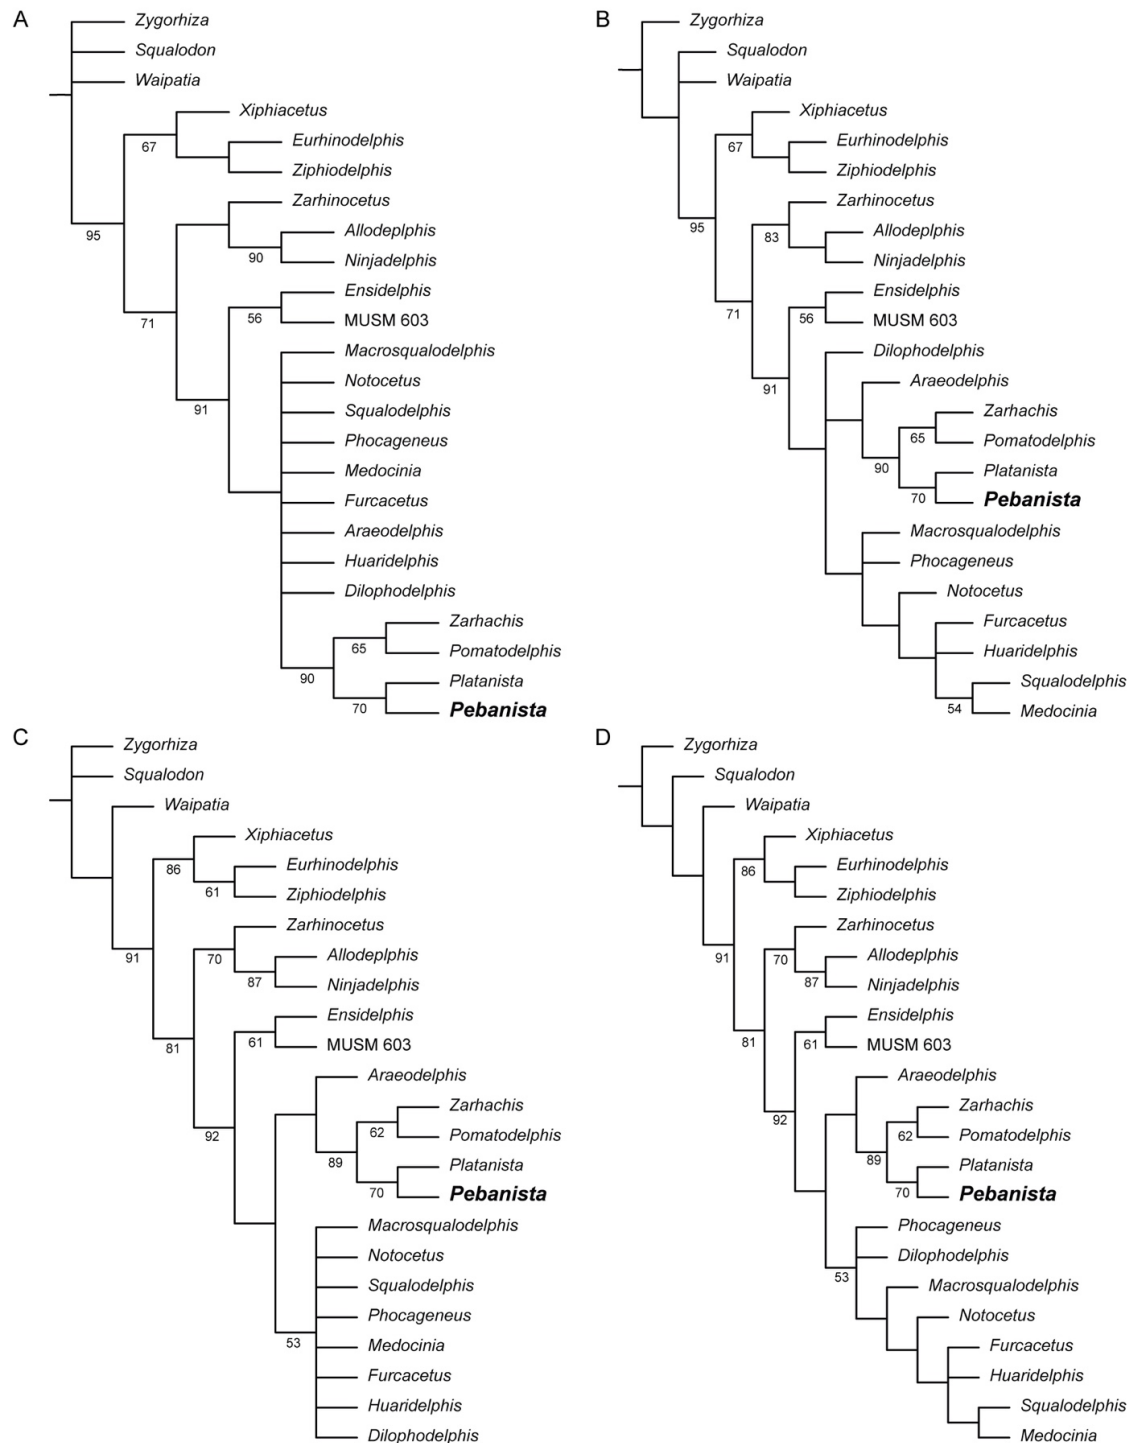 A
Zygorhiza
Squalodon
Waipatia
Xiphiacetus
67
Eurhinodelphis
Ziphiodelphis
Zarhinocetus
95
Allodeplphis
90
Ninjadelphis
Ensidelphis
71
56
MUSM 603
Macrosqualodelphis
Notocetus
91
Squalodelphis
Phocageneus
Medocinia
Furcacetus
Araeodelphis
Huaridelphis
Dilophodelphis
Zarhachis
65
Pomatodelphis
90
Platanista
70
Pebanista
B
Zygorhiza
Squalodon
Waipatia
Xiphiacetus
67
Eurhinodelphis
Ziphiodelphis
Zarhinocetus
95
83
Allodeplphis
Ninjadelphis
Ensidelphis
71
56
MUSM 603
Dilophodelphis
Araeodelphis
91
Zarhachis
65
Pomatodelphis
90
Platanista
70
Pebanista
Macrosqualodelphis
Phocageneus
Notocetus
Furcacetus
Huaridelphis
Squalodelphis
54
Medocinia
C
Zygorhiza
Squalodon
Waipatia
Xiphiacetus
86
Eurhinodelphis
61
Ziphiodelphis
Zarhinocetus
91
70
Allodeplphis
87
Ninjadelphis
Ensidelphis
81
61
MUSM 603
Araeodelphis
Zarhachis
92
62
Pomatodelphis
89
Platanista
70
Pebanista
Macrosqualodelphis
Notocetus
Squalodelphis
Phocageneus
53
Medocinia
Furcacetus
Huaridelphis
Dilophodelphis
D
Zygorhiza
Squalodon
Waipatia
Xiphiacetus
86
Eurhinodelphis
Ziphiodelphis
Zarhinocetus
91
70
Allodeplphis
87
Ninjadelphis
Ensidelphis
81
61
MUSM 603
Araeodelphis
Zarhachis
92
62
Pomatodelphis
89
Platanista
70
Pebanista
Phocageneus
Dilophodelphis
53
Macrosqualodelphis
Notocetus
Furcacetus
Huaridelphis
Squalodelphis
Medocinia